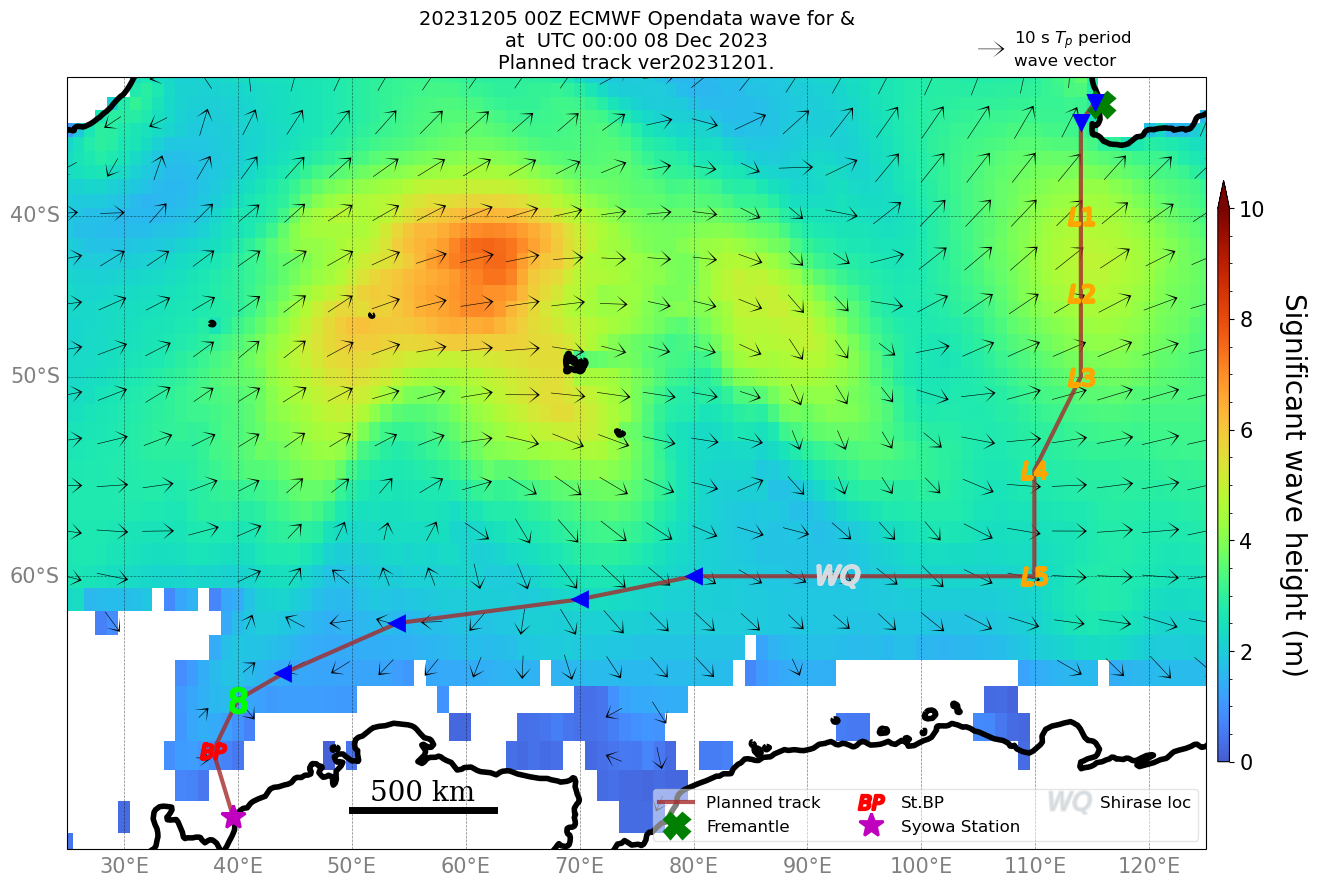 20231205 00Z ECMWF Opendata wave for &
at  UTC 00:00 08 Dec 2023
Planned track ver20231201.
10 s Tp period
wave vector
40°S
50°S
60°S
L1
L2
L3
L4
L5
WQ
8
BP
500 km
Planned track
Fremantle
BP St.BP
Syowa Station
WQ Shirase loc
30°E 40°E 50°E 60°E 70°E 80°E 90°E 100°E 110°E 120°E
10
8
6
4
2
0
Significant wave height (m)